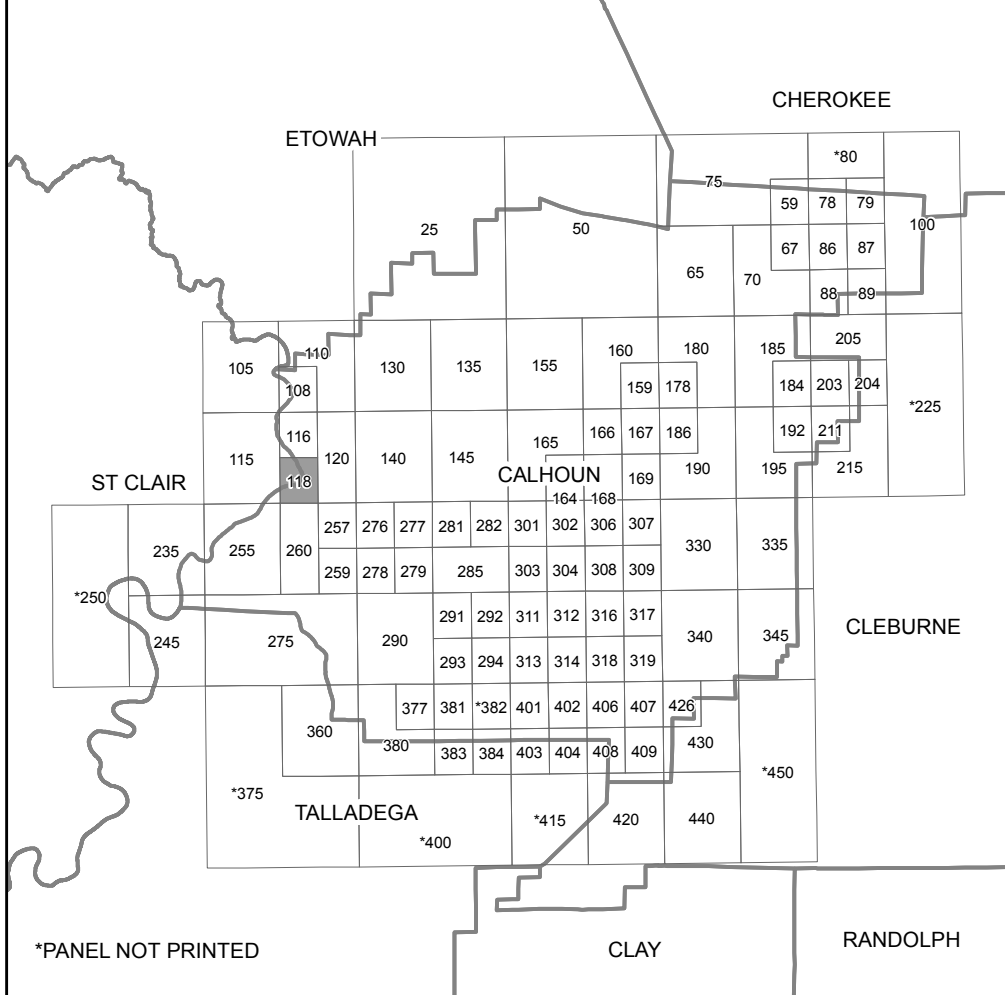 CHEROKEE
ETOWAH
*80
75
59 78 79
25 50 100
67 86 87
65 70
88 89
205
110 160 180 185
105 130 135 155
159 178 184 203 204
108
*225
116 166 167 186 192 211
165
115 120 140 145 190 195 215
ST CLAIR 118 CALHOUN 169
164 168
257 276 277 281 282 301 302 306 307
235 255 260 330 335
259 278 279 285 303 304 308 309
*250
291 292 311 312 316 317
245 275 290 340 345 CLEBURNE
293 294 313 314 318 319
377 381 *382 401 402 406 407 426
360
380 430
383 384 403 404 408 409
*450
*375
TALLADEGA *415 420 440
*400
*PANEL NOT PRINTED CLAY RANDOLPH